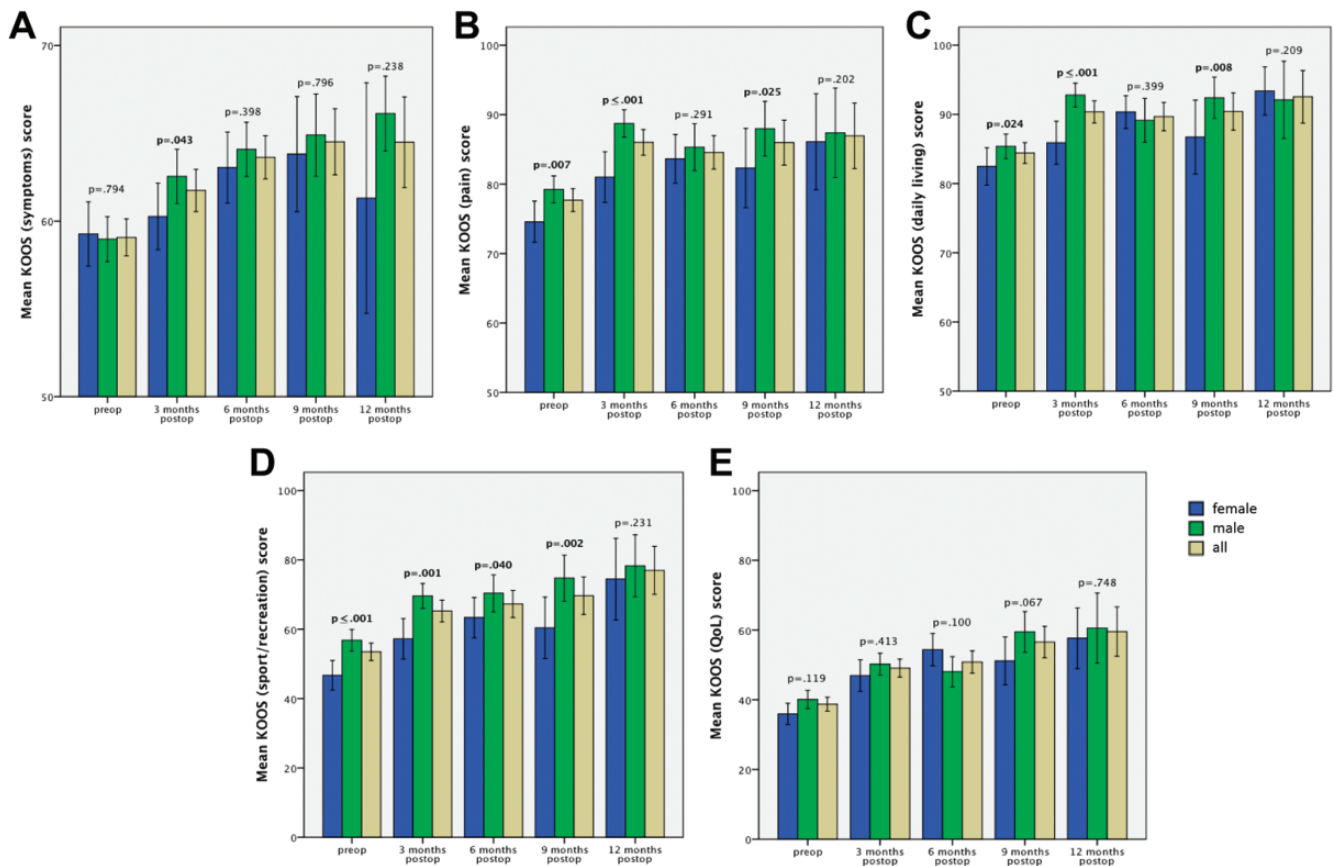 A
Mean KOOS (symptoms) score
70
60
50
p=.794
p=.043
p=.398
p=.796
p=.238
preop
3 months
postop
6 months
postop
9 months
postop
12 months
postop
B
Mean KOOS (pain) score
100
90
80
70
60
50
p=.007
p≤.001
p=.291
p=.025
p=.202
preop
3 months
postop
6 months
postop
9 months
postop
12 months
postop
C
Mean KOOS (daily living) score
100
90
80
70
60
50
p=.024
p≤.001
p=.399
p=.008
p=.209
preop
3 months
postop
6 months
postop
9 months
postop
12 months
postop
D
Mean KOOS (sport/recreation) score
100
80
60
40
20
0
p≤.001
p=.001
p=.040
p=.002
p=.231
preop
3 months
postop
6 months
postop
9 months
postop
12 months
postop
E
Mean KOOS (QoL) score
100
80
60
40
20
0
p=.119
p=.413
p=.100
p=.067
p=.748
preop
3 months
postop
6 months
postop
9 months
postop
12 months
postop
female
male
all